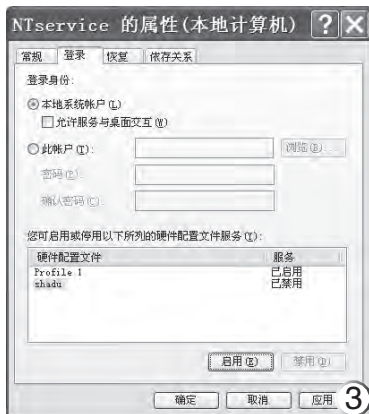 NTservice 的属性(本地计算机)
常规 登录 恢复 依存关系
登录身份:
本地系统帐户(L)
允许服务与桌面交互(W)
此帐户(T): 浏览(B)...
密码(P):
确认密码(C):
您可启用或停用以下所列的硬件配置文件服务(Y):
硬件配置文件 服务
Profile 1 已启用
zhadu 已禁用
启用(E) 禁用(D)
确定 取消 应用
③